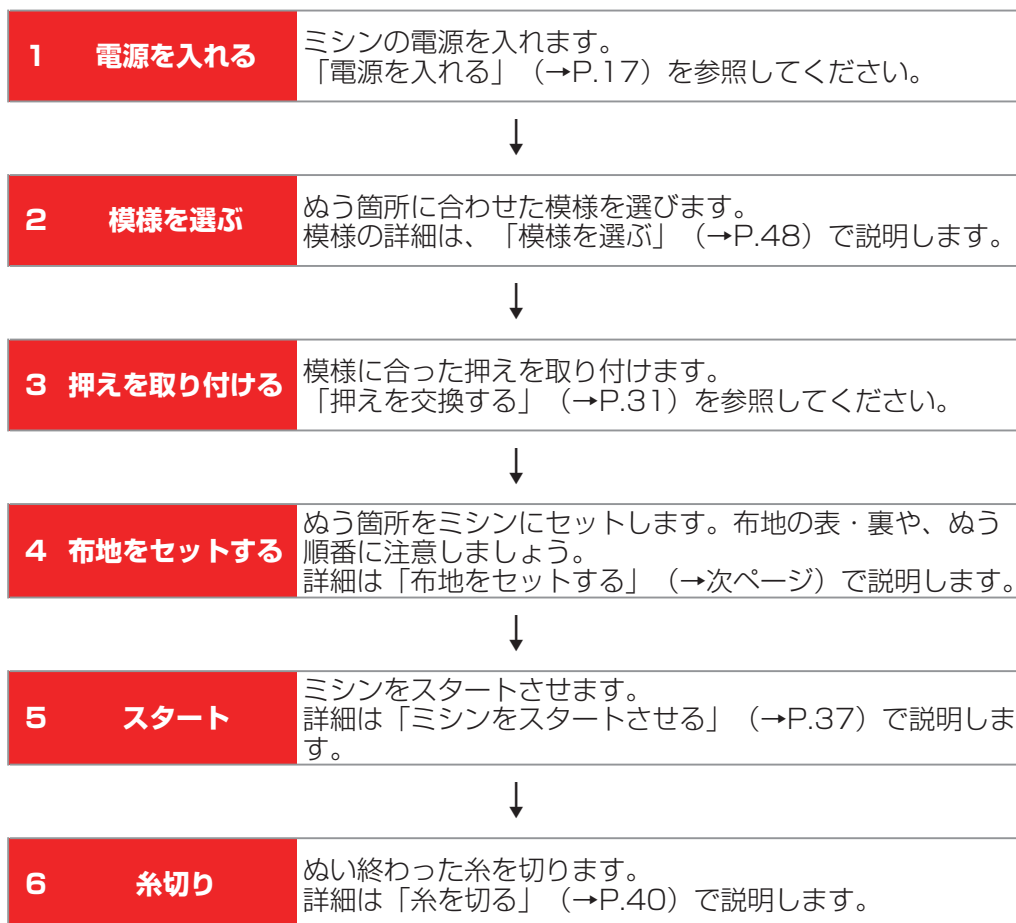 1 電源を入れる
ミシンの電源を入れます。
「電源を入れる」（→P.17）を参照してください。
↓
2 模様を選ぶ
ぬう箇所に合わせた模様を選びます。
模様の詳細は、「模様を選ぶ」（→P.48）で説明します。
↓
3 押えを取り付ける
模様に合った押えを取り付けます。
「押えを交換する」（→P.31）を参照してください。
↓
4 布地をセットする
ぬう箇所をミシンにセットします。布地の表・裏や、ぬう
順番に注意しましょう。
詳細は「布地をセットする」（→次ページ）で説明します。
↓
5 スタート
ミシンをスタートさせます。
詳細は「ミシンをスタートさせる」（→P.37）で説明しま
す。
↓
6 糸切り
ぬい終わった糸を切ります。
詳細は「糸を切る」（→P.40）で説明します。